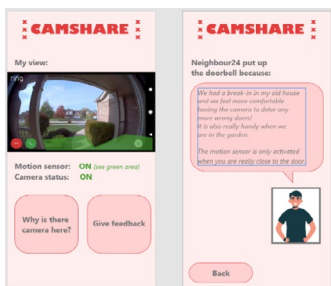 CAMSHARE
My view:
ring
Motion sensor: ON (see green area)
Camera status: ON
Why is there
camera here?
Give feedback
CAMSHARE
Neighbour24 put up
the doorbell because:
We had a break-in in my old house
and we feel more comfortable
having the camera to detar any
more wrong doers!
It is also really handy when we
are in the garden.
The motion sensor is only activated
when you are really close to the door.
Back